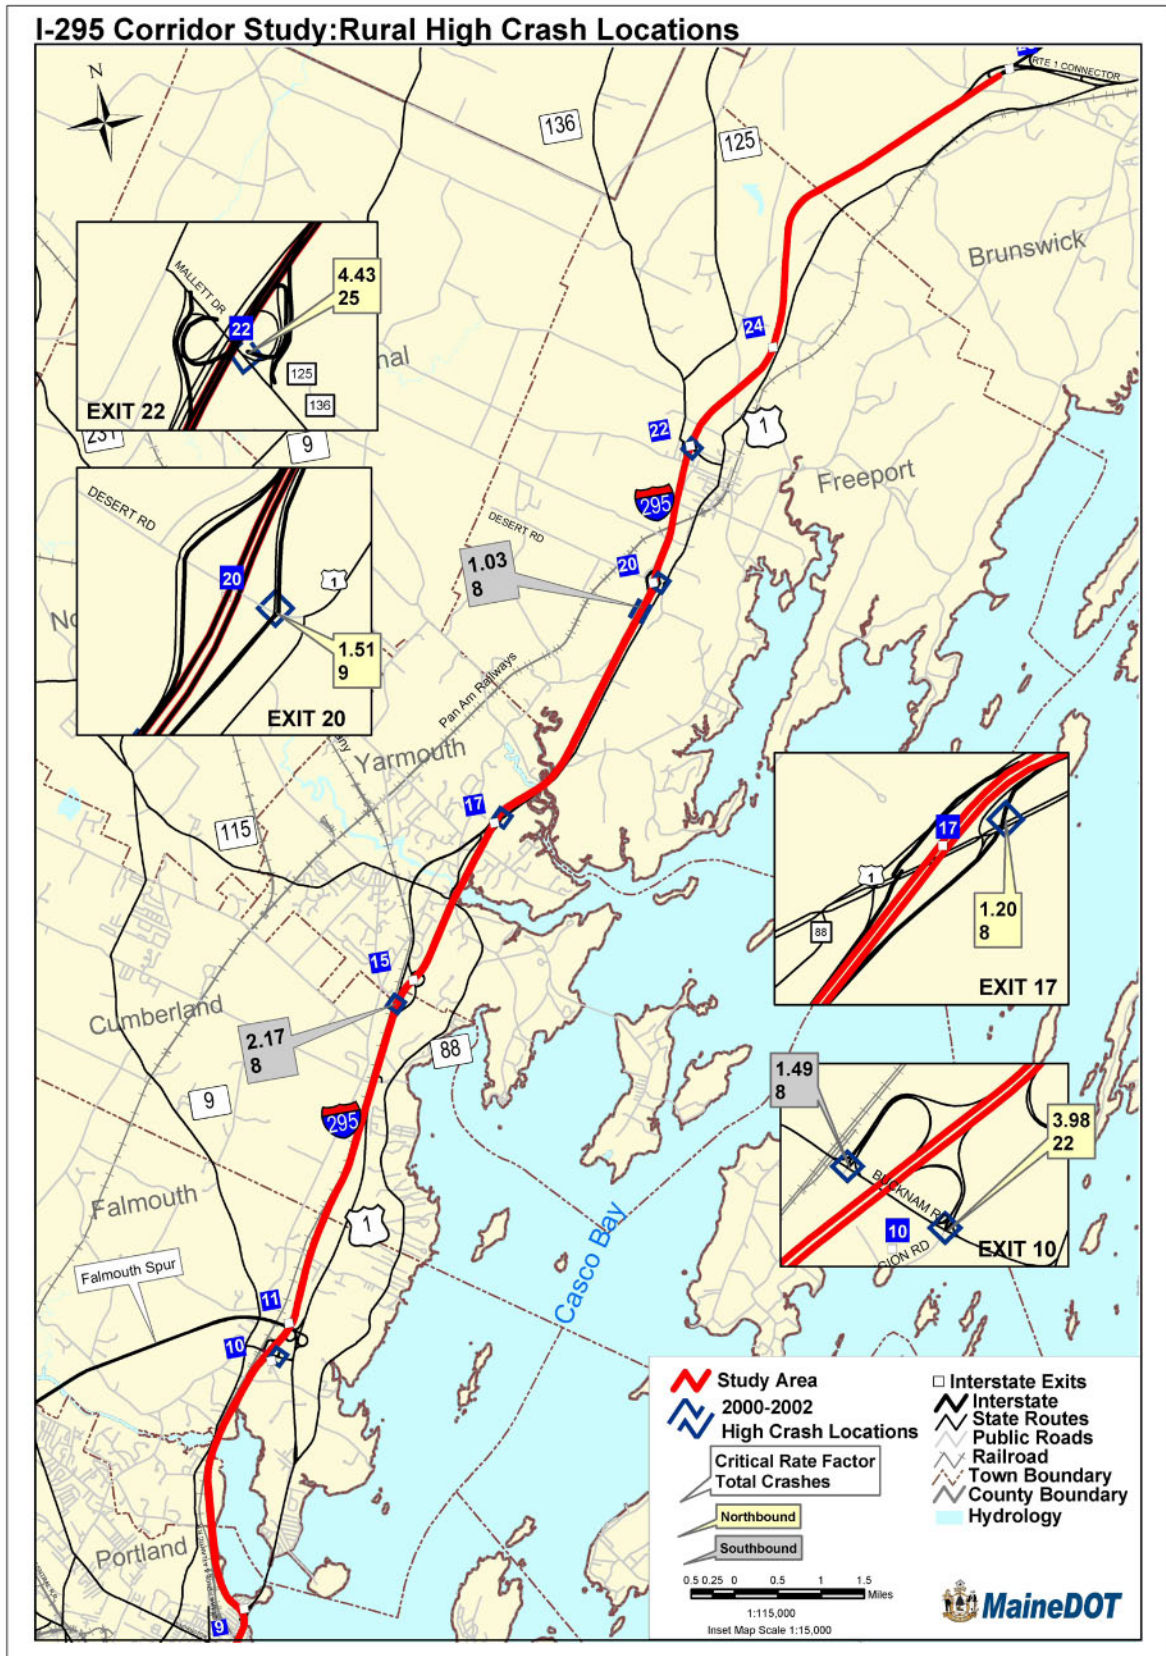 I-295 Corridor Study:Rural High Crash Locations
N
RTE 1 CONNECTOR
136
125
Brunswick
MALLETT DR
4.43
25
22
125
136
EXIT 22
24
22
1
9
Freeport
295
DESERT RD
DESERT RD
20
1.03
8
20
1
1.51
9
EXIT 20
Pan Am Railways
Yarmouth
17
115
17
1
88
1.20
8
EXIT 17
15
Cumberland
2.17
8
88
9
295
1.49
8
3.98
22
BUCKNAM R
10
EXIT 10
Falmouth
1
Casco Bay
Falmouth Spur
11
10
Portland
9
Study Area
2000-2002
High Crash Locations
Critical Rate Factor
Total Crashes
Northbound
Southbound
0.5 0.25 0 0.5 1 1.5
Miles
1:115,000
Inset Map Scale 1:15,000
Interstate Exits
Interstate
State Routes
Public Roads
Railroad
Town Boundary
County Boundary
Hydrology
MaineDOT